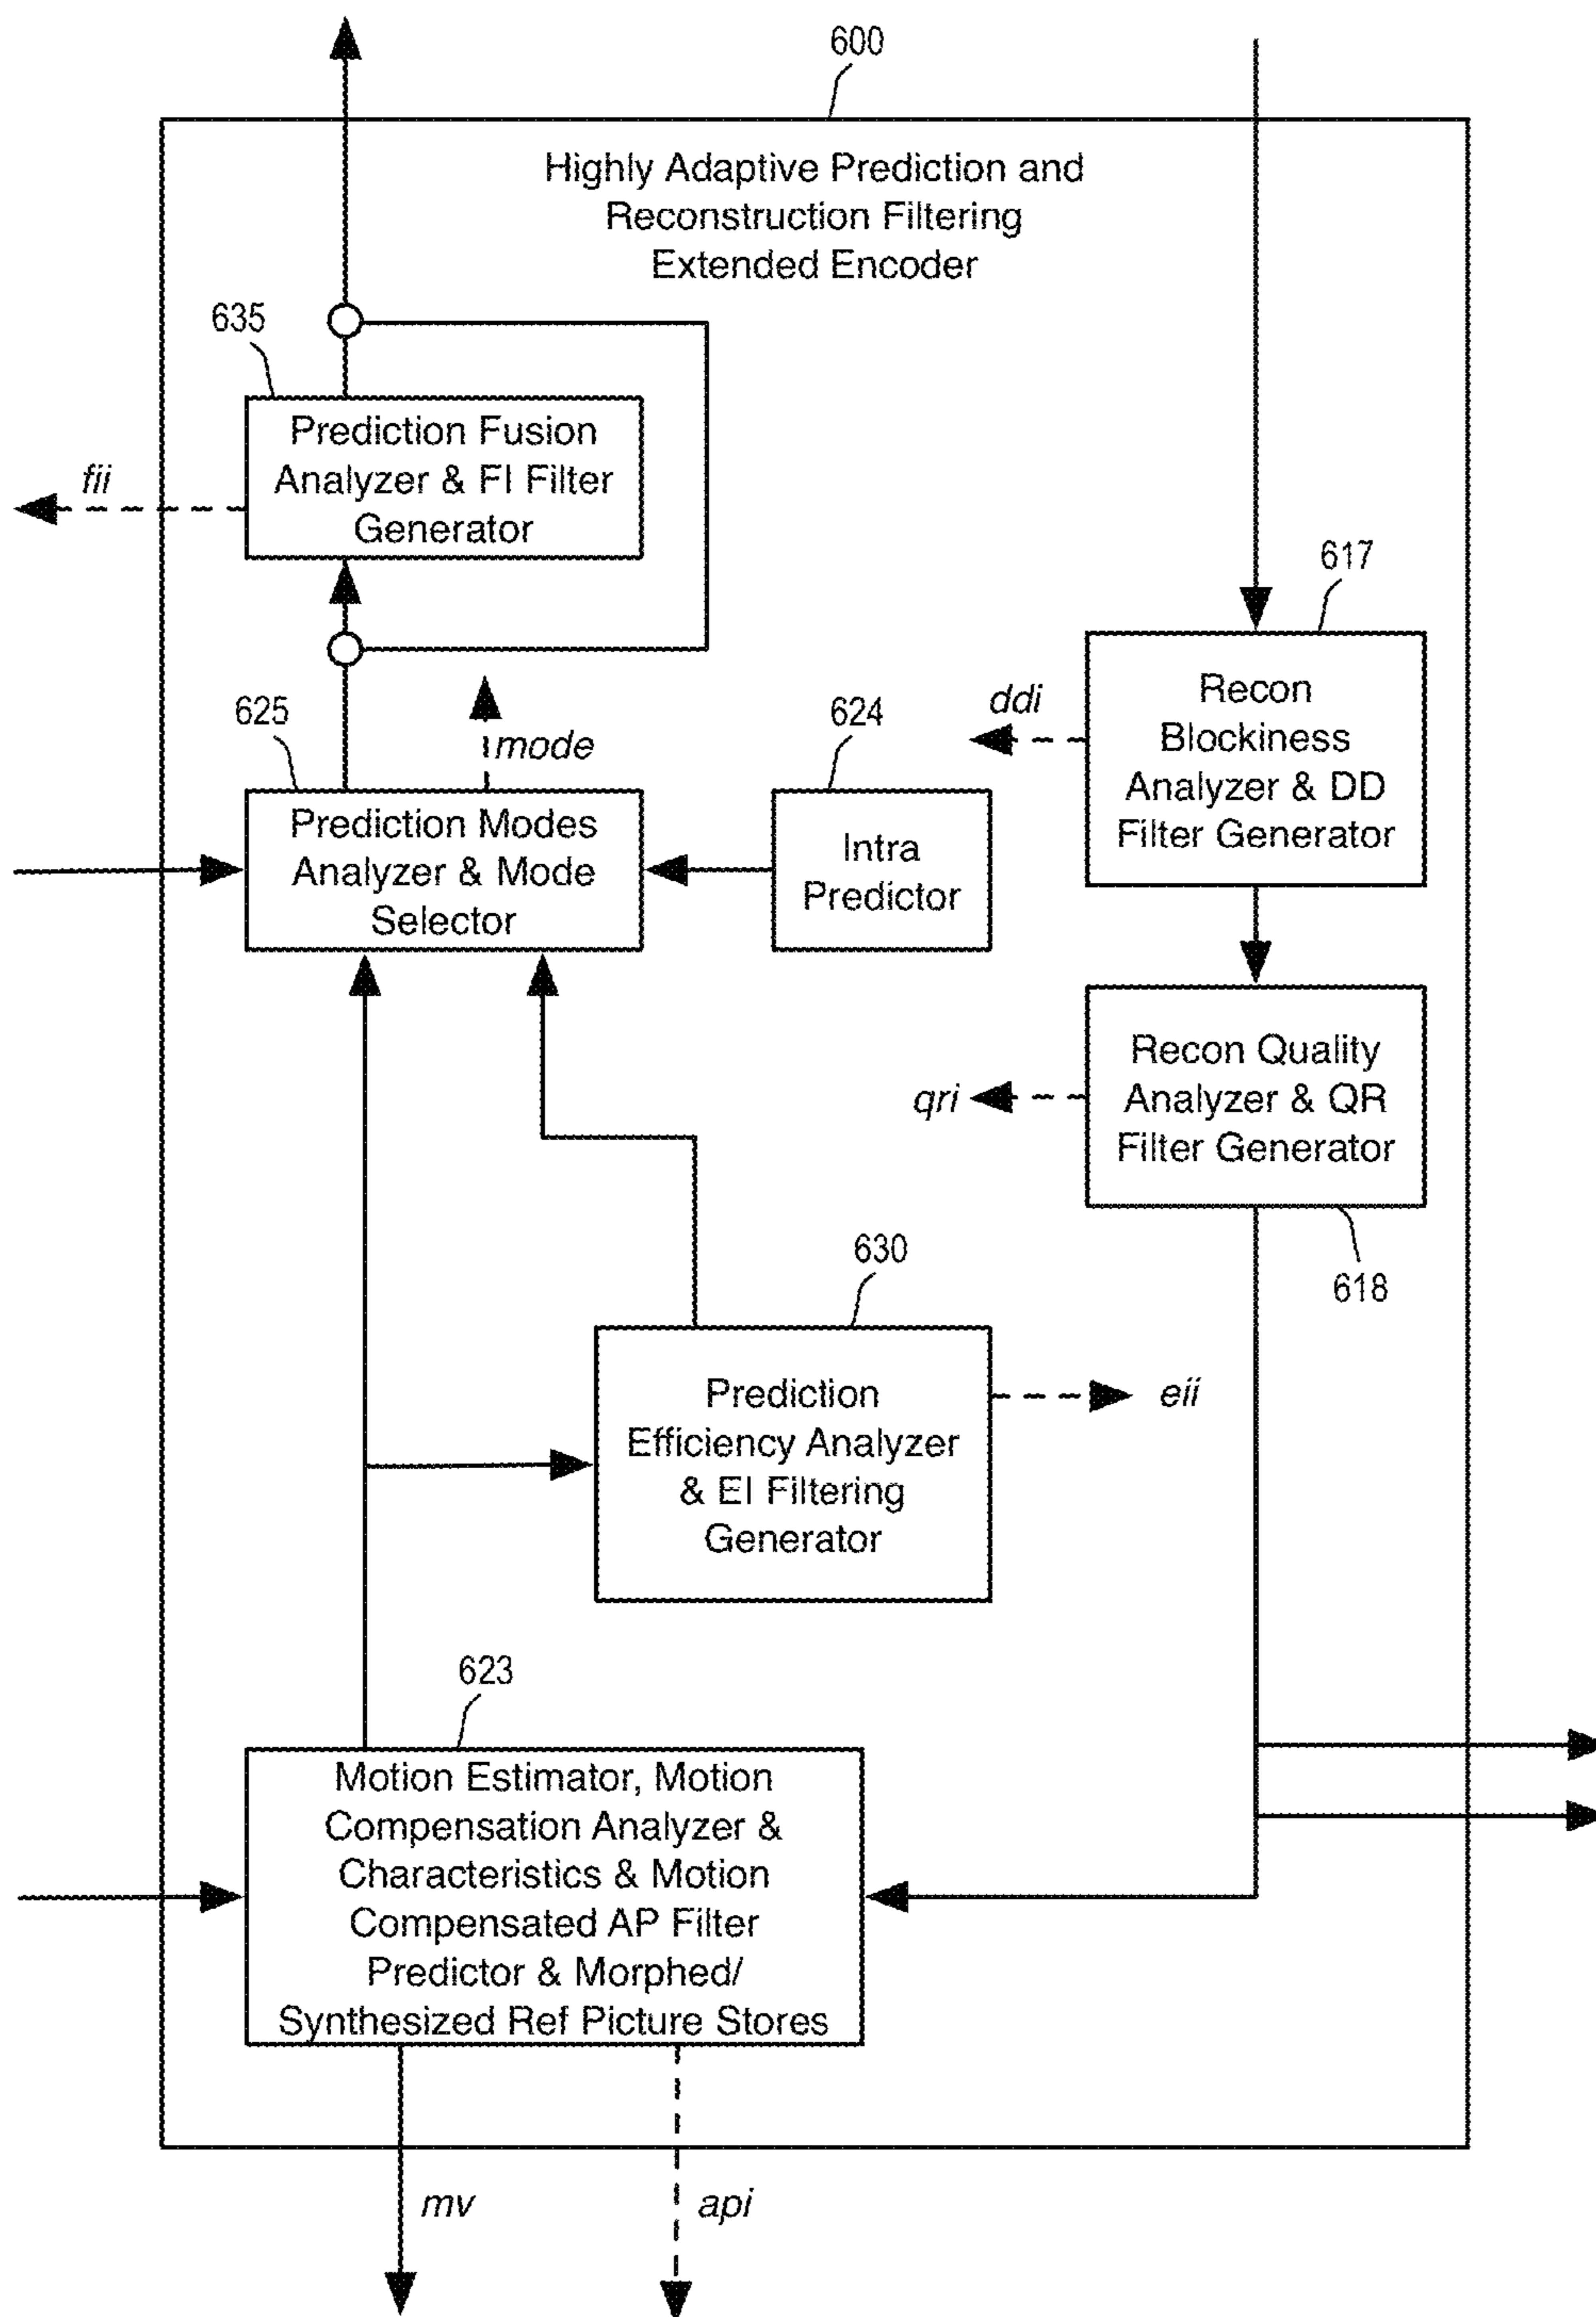 600
Highly Adaptive Prediction and
Reconstruction Filtering
Extended Encoder
635
Prediction Fusion
Analyzer & FI Filter
Generator
fii
617
Recon
Blockiness
Analyzer & DD
Filter Generator
ddi
625
mode
624
Prediction Modes
Analyzer & Mode
Selector
Intra
Predictor
Recon Quality
Analyzer & QR
Filter Generator
qri
618
630
Prediction
Efficiency Analyzer
& EI Filtering
Generator
eii
623
Motion Estimator, Motion
Compensation Analyzer &
Characteristics & Motion
Compensated AP Filter
Predictor & Morphed/
Synthesized Ref Picture Stores
mv
api